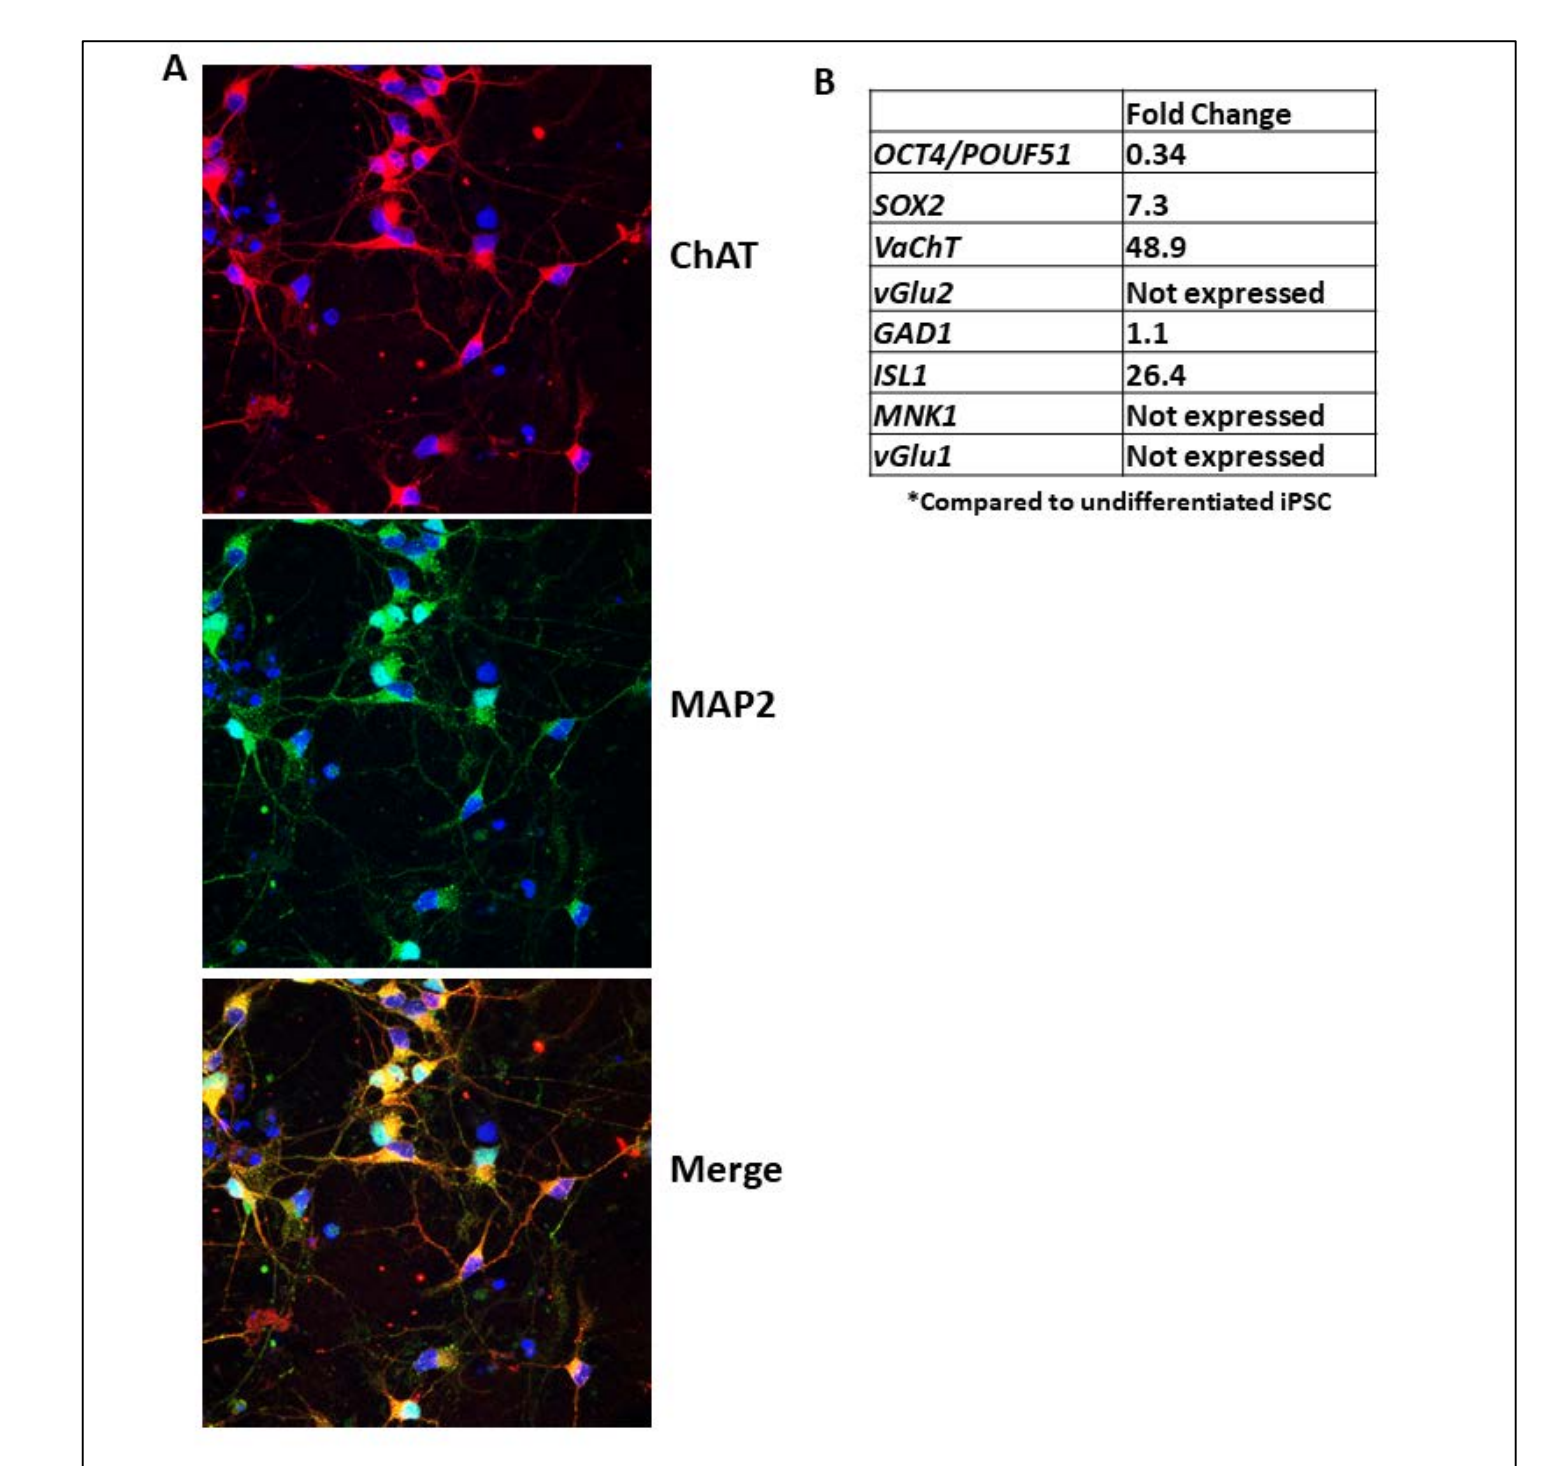 A
ChAT
MAP2
Merge
B
Fold Change
OCT4/POUF51 0.34
SOX2 7.3
VaChT 48.9
vGlu2 Not expressed
GAD1 1.1
ISL1 26.4
MNK1 Not expressed
vGlu1 Not expressed
*Compared to undifferentiated iPSC